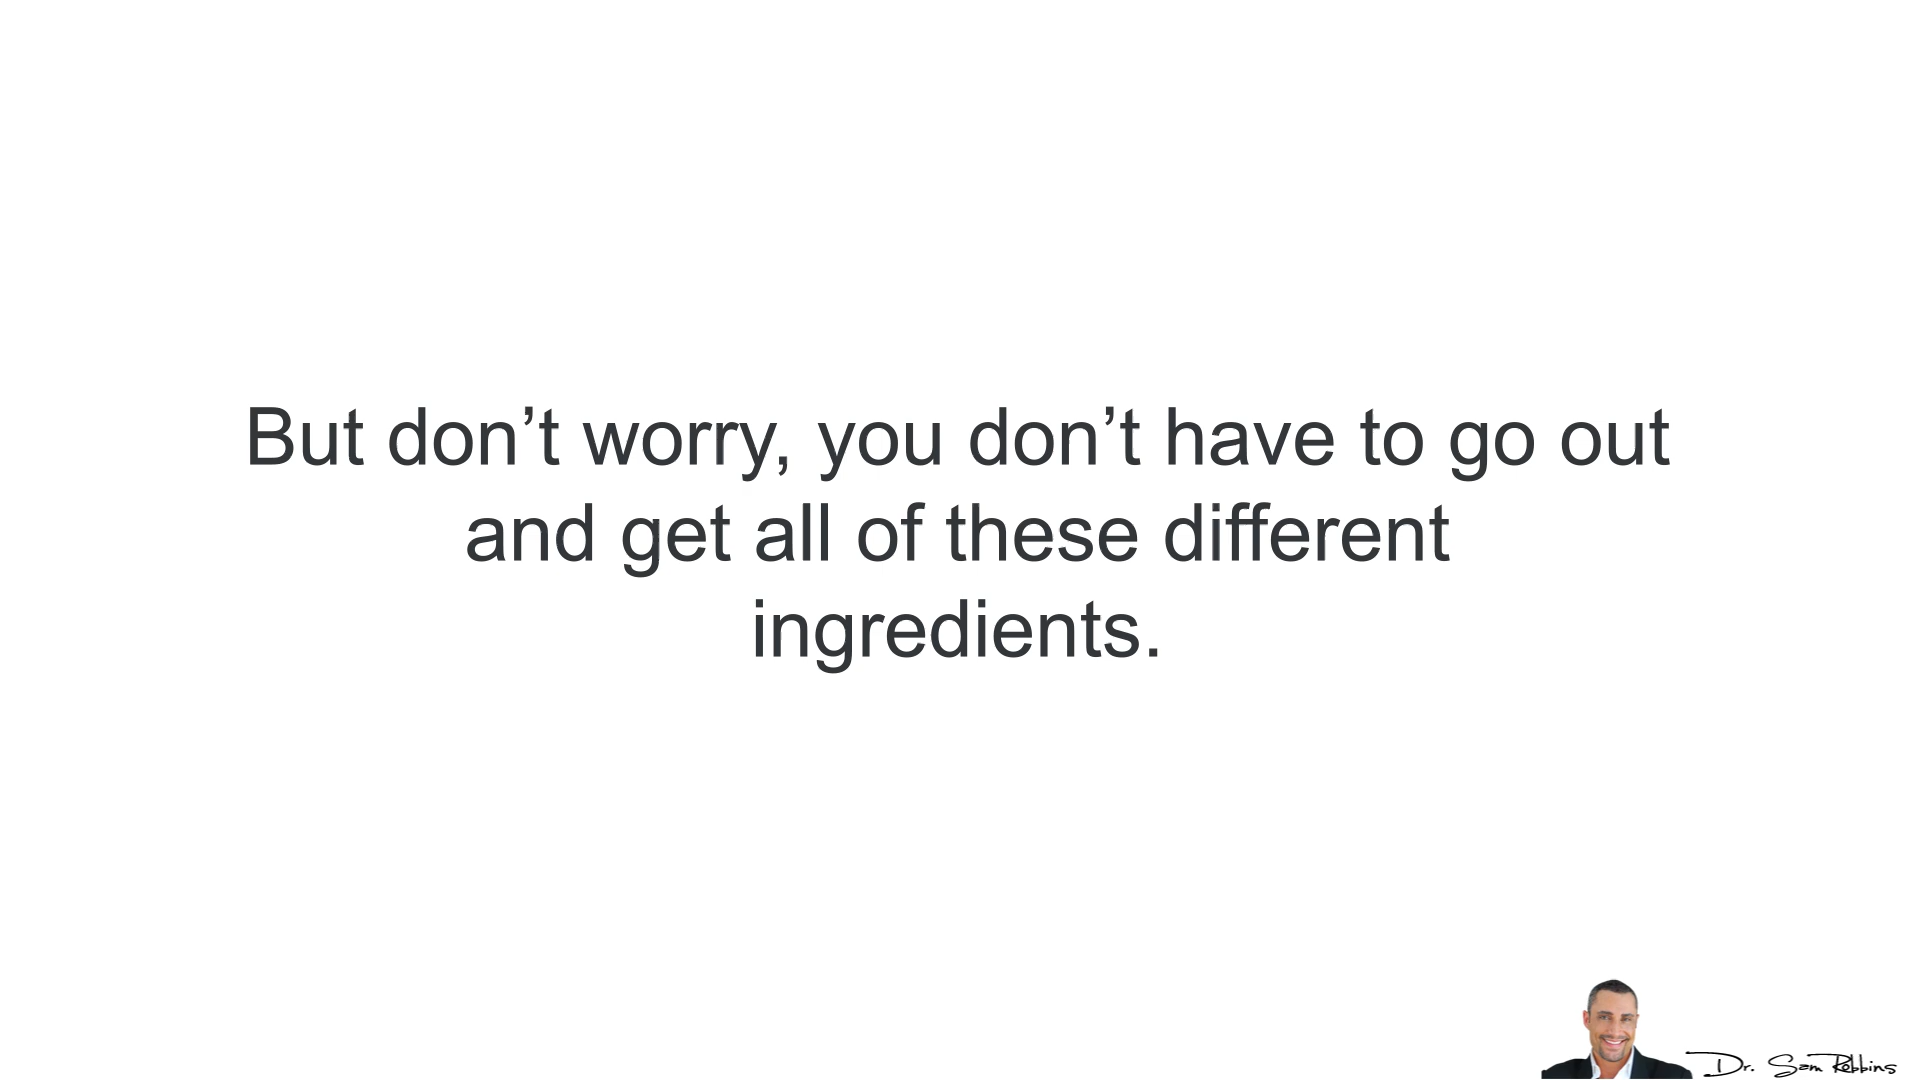 But don’t worry, you don’t have to go out
and get all of these different
ingredients.
Dr. Sam Robbins